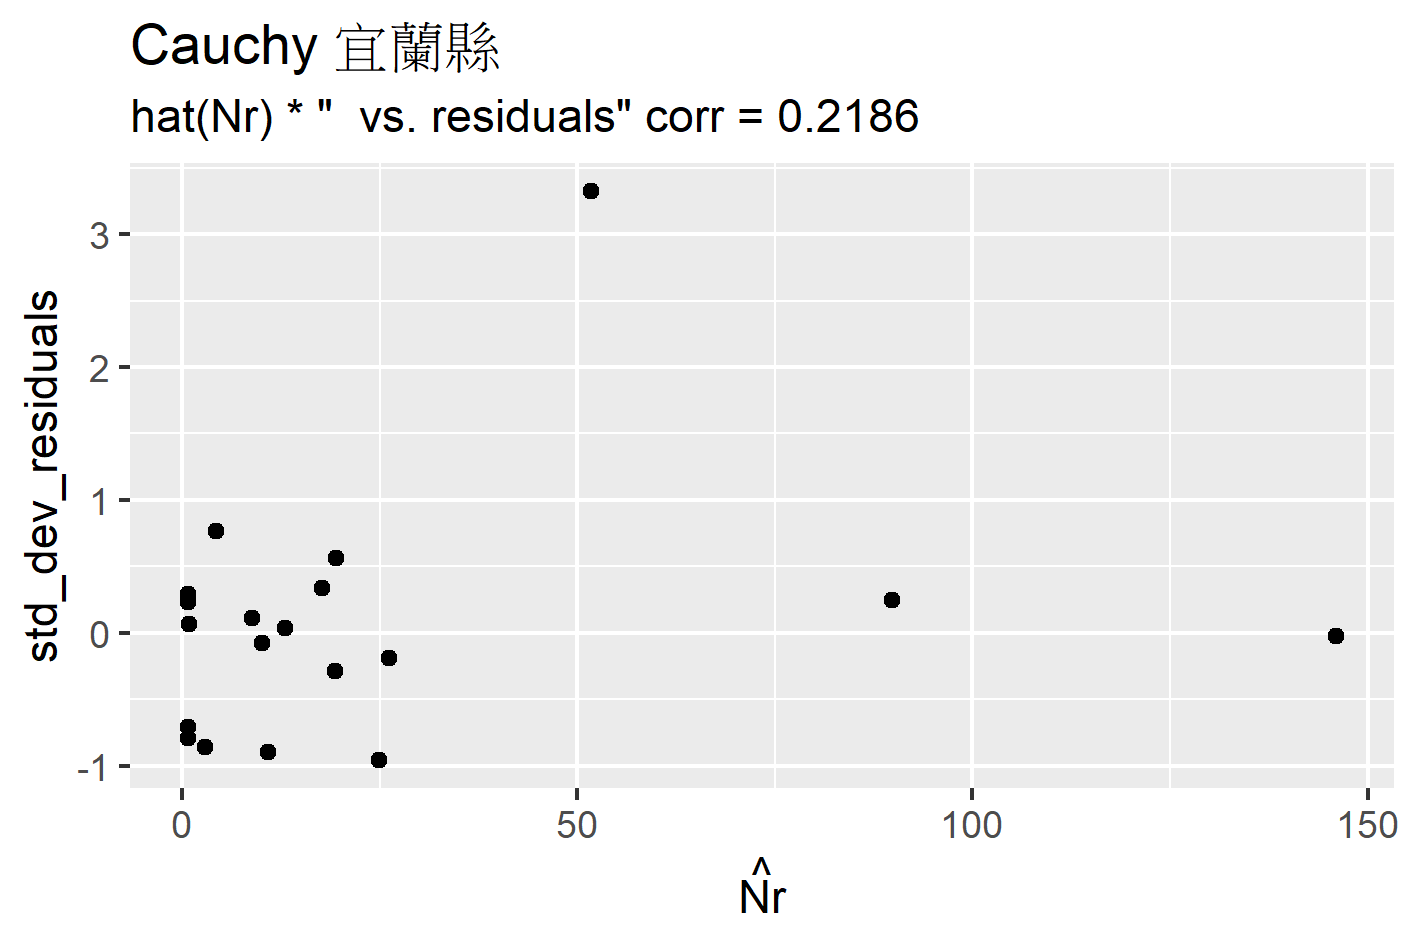 Cauchy 宜蘭縣
hat(Nr) * "  vs. residuals" corr = 0.2186
std_dev_residuals
3
2
1
0
-1
0 50 100 150
N̂r